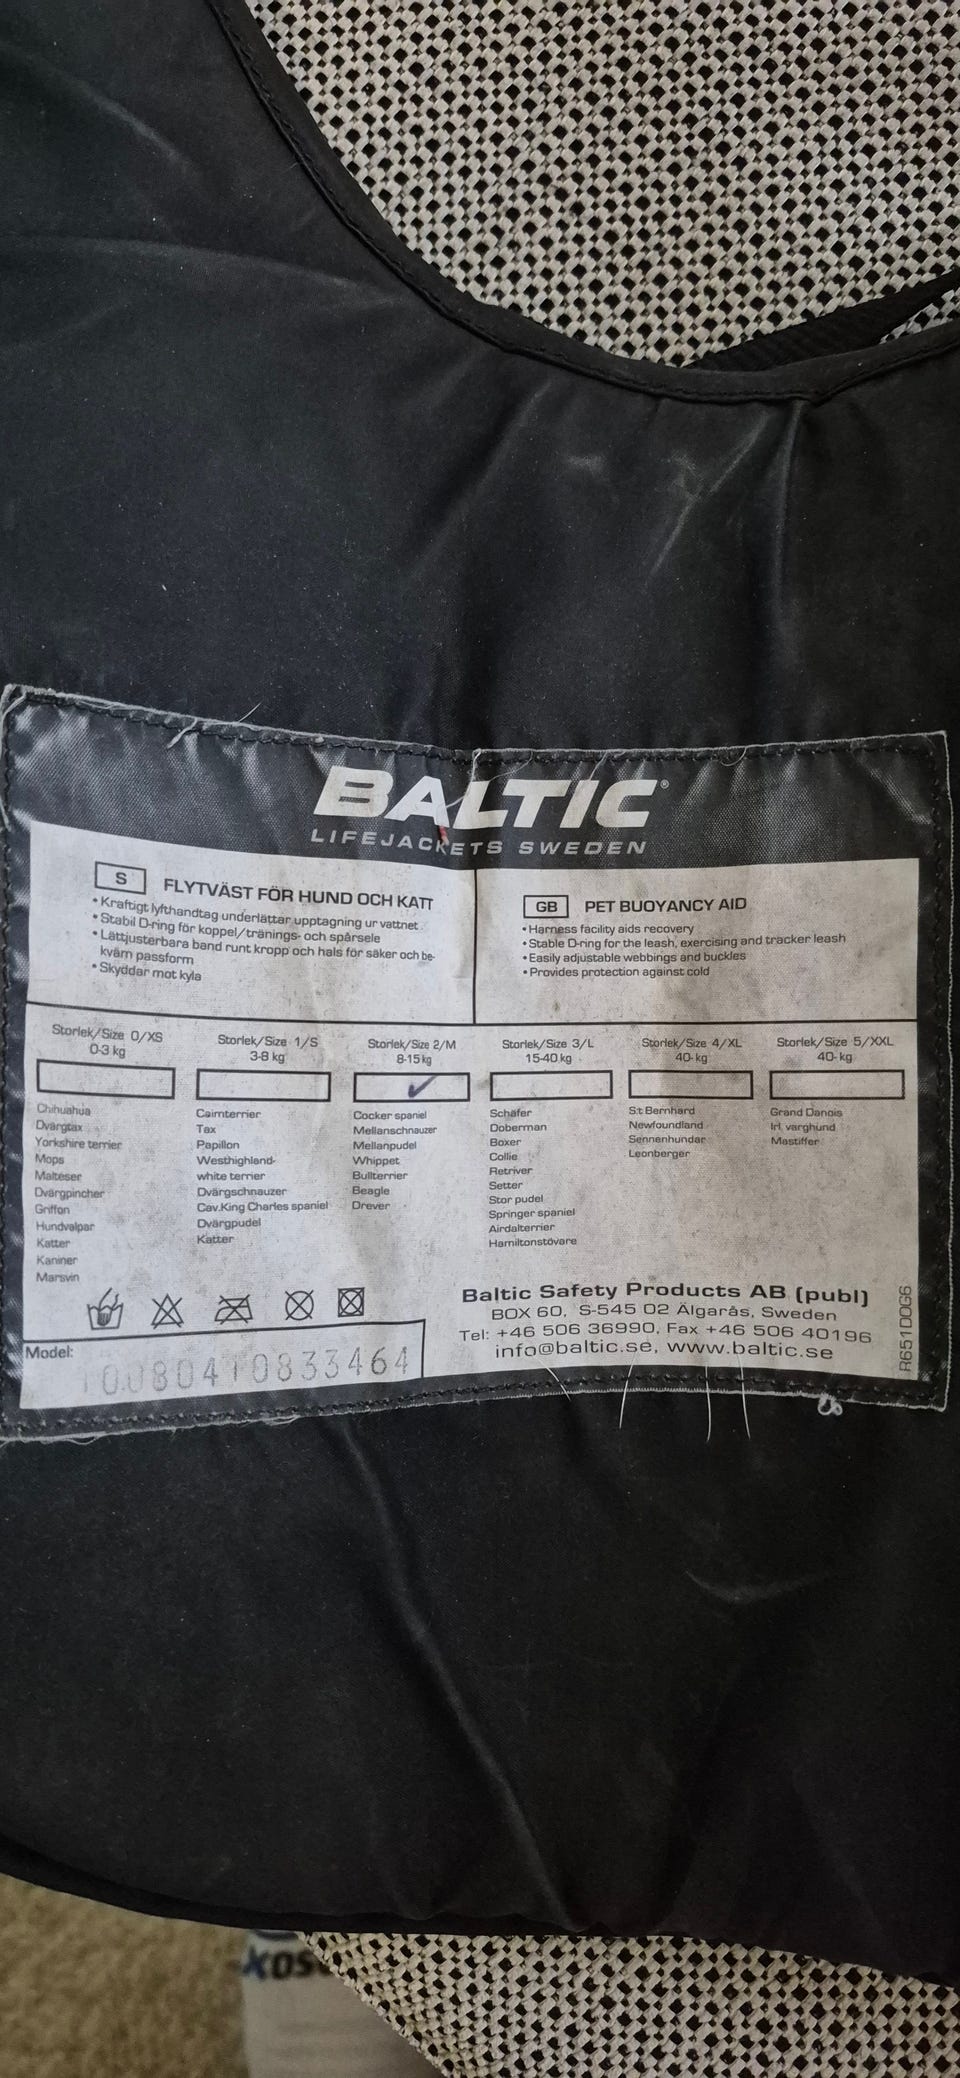 BALTIC®
LIFEJACKETS SWEDEN
S FLYTVÄST FÖR HUND OCH KATT
• Kraftigt lyfthandtag underlättar upptagning ur vattnet
• Stabil D-ring för koppel/tränings- och spårsele
• Lättjusterbara band runt kropp och hals för säker och be-
kväm passform
• Skyddar mot kyla
GB PET BUOYANCY AID
• Harness facility aids recovery
• Stable D-ring for the leash, exercising and tracker leash
• Easily adjustable webbings and buckles
• Provides protection against cold
Storlek/Size 0/XS
0-3 kg
Chihuahua
Dvärgtax
Yorkshire terrier
Mops
Malteser
Dvärgpincher
Griffon
Hundvalpar
Katter
Kaniner
Marsvin
Storlek/Size 1/S
3-8 kg
Cairnterrier
Tax
Papillon
Westhighland-
white terrier
Dvärgschnauzer
Cav.King Charles spaniel
Dvärgpudel
Katter
Storlek/Size 2/M
8-15 kg
Cocker spaniel
Mellanschnauzer
Mellanpudel
Whippet
Bullterrier
Beagle
Drever
Storlek/Size 3/L
15-40 kg
Schäfer
Doberman
Boxer
Collie
Retriver
Setter
Stor pudel
Springer spaniel
Airdalterrier
Hamiltonstövare
Storlek/Size 4/XL
40- kg
S:t Bernhard
Newfoundland
Sennenhundar
Leonberger
Storlek/Size 5/XXL
40- kg
Grand Danois
Irl. varghund
Mastiffer
Baltic Safety Products AB (publ)
BOX 60, S-545 02 Älgarås, Sweden
Tel: +46 506 36990, Fax +46 506 40196
info@baltic.se, www.baltic.se
R651DOG6
Model: